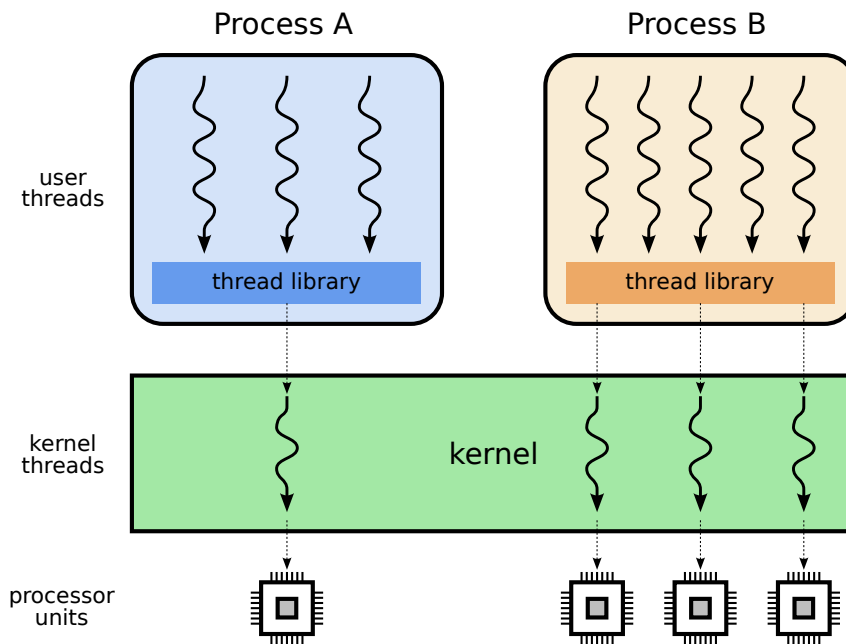 Process A
Process B
user
threads
thread library
thread library
kernel
threads
kernel
processor
units